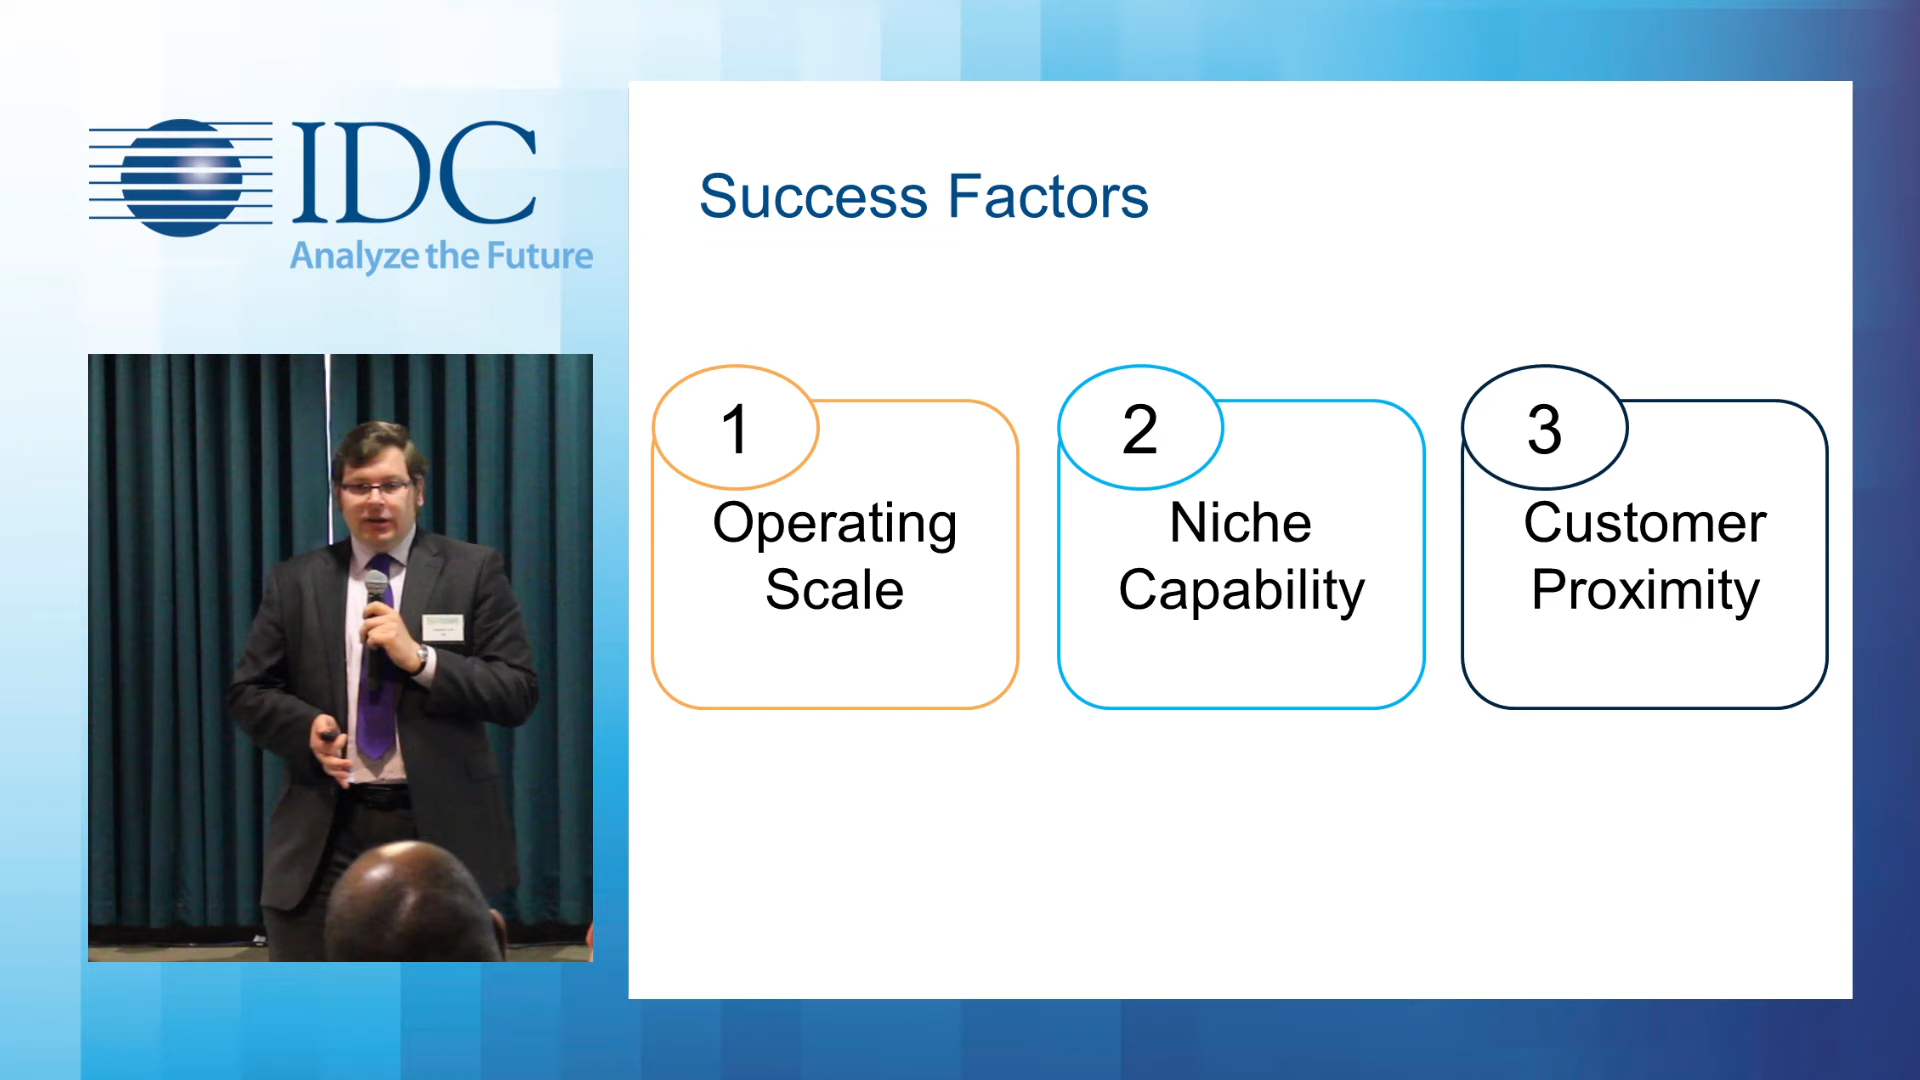 IDC
Analyze the Future
Success Factors
1
Operating
Scale
2
Niche
Capability
3
Customer
Proximity